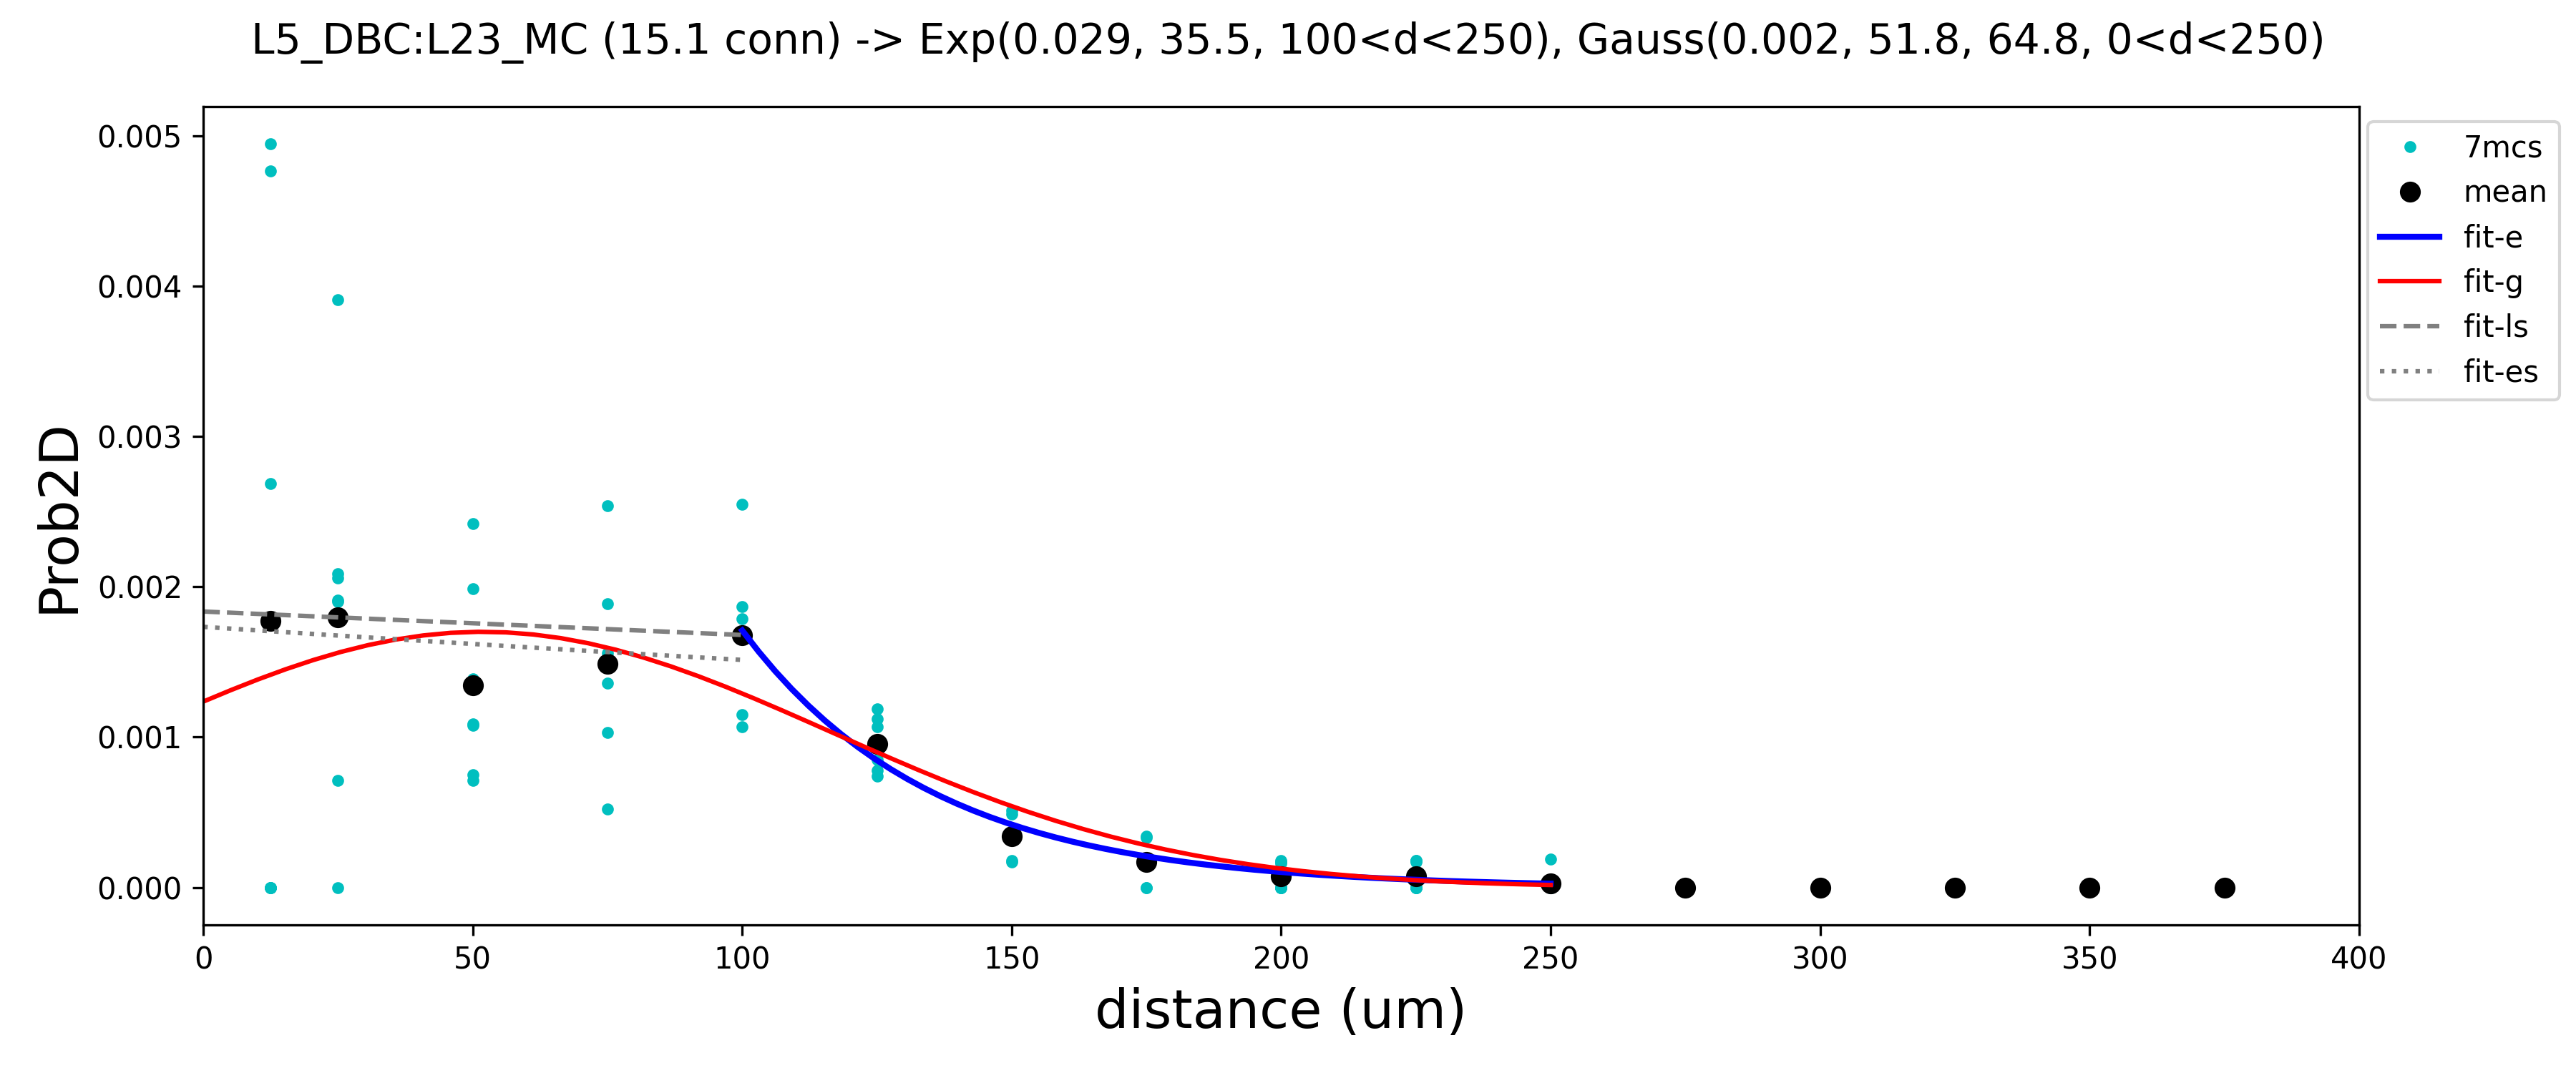 L5_DBC:L23_MC (15.1 conn) -> Exp(0.029, 35.5, 100<d<250), Gauss(0.002, 51.8, 64.8, 0<d<250)
0.005
0.004
0.003
0.002
0.001
0.000
Prob2D
0 50 100 150 200 250 300 350 400
distance (um)
7mcs
mean
fit-e
fit-g
fit-ls
fit-es